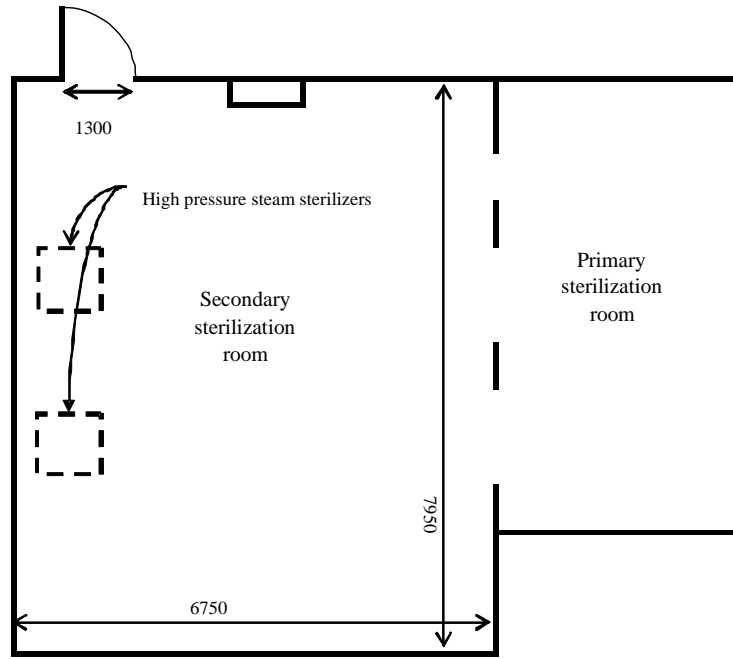 1300
High pressure steam sterilizers
Primary
sterilization
room
Secondary
sterilization
room
7950
6750